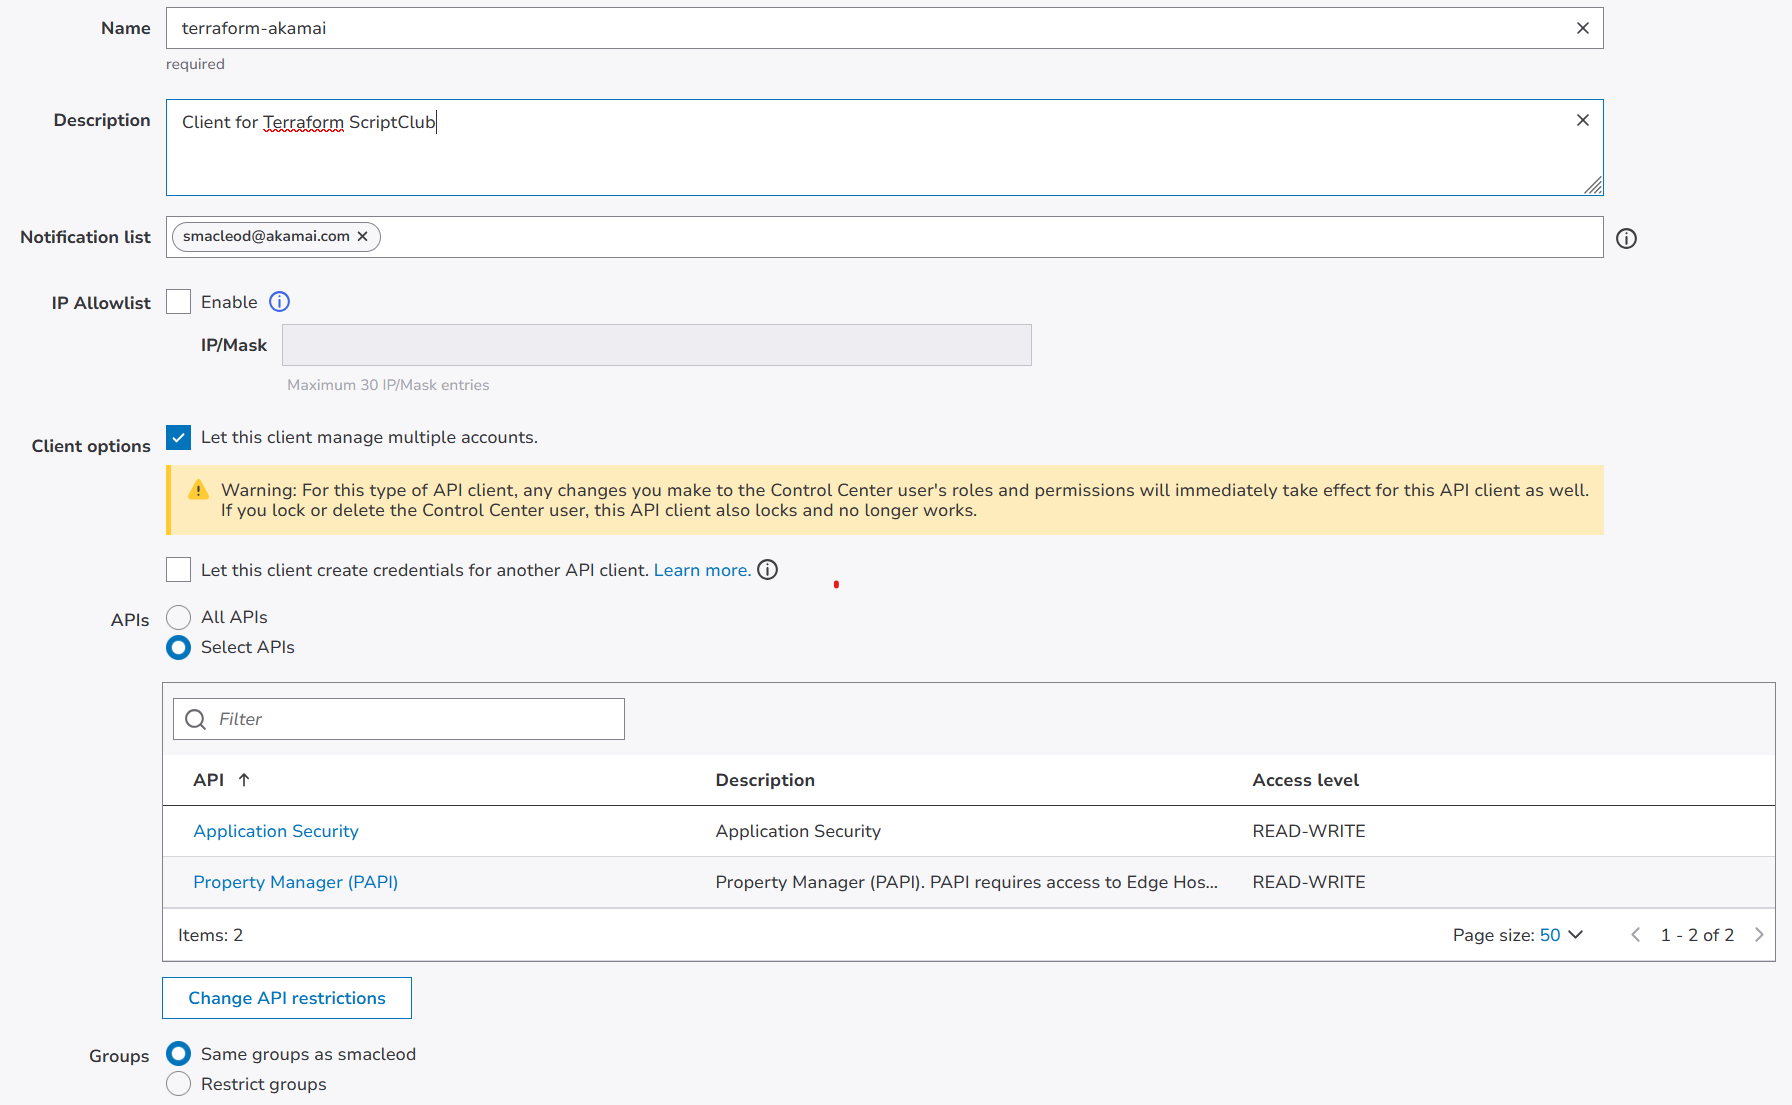 Name
terraform-akamai
required
Description
Client for Terraform ScriptClub
Notification list
smacleod@akamai.com
IP Allowlist
Enable
IP/Mask
Maximum 30 IP/Mask entries
Client options
Let this client manage multiple accounts.
Warning: For this type of API client, any changes you make to the Control Center user's roles and permissions will immediately take effect for this API client as well.
If you lock or delete the Control Center user, this API client also locks and no longer works.
Let this client create credentials for another API client. Learn more.
APIs
All APIs
Select APIs
Filter
API Description Access level
Application Security Application Security READ-WRITE
Property Manager (PAPI) Property Manager (PAPI). PAPI requires access to Edge Hos... READ-WRITE
Items: 2 Page size: 50 1 - 2 of 2
Change API restrictions
Groups
Same groups as smacleod
Restrict groups